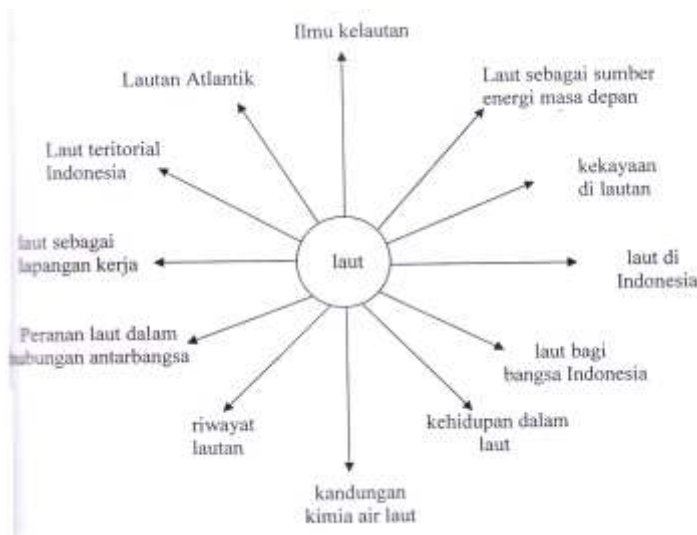 Ilmu kelautan
Lautan Atlantik
Laut sebagai sumber
energi masa depan
Laut teritorial
Indonesia
kekayaan
di lautan
laut sebagai
lapangan kerja
laut
laut di
Indonesia
Peranan laut dalam
hubungan antarbangsa
laut bagi
bangsa Indonesia
riwayat
lautan
kehidupan dalam
laut
kandungan
kimia air laut